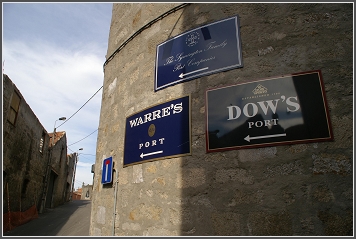 The Symington Family
Port Companies
WARRE'S
PORT
DOW'S
PORT